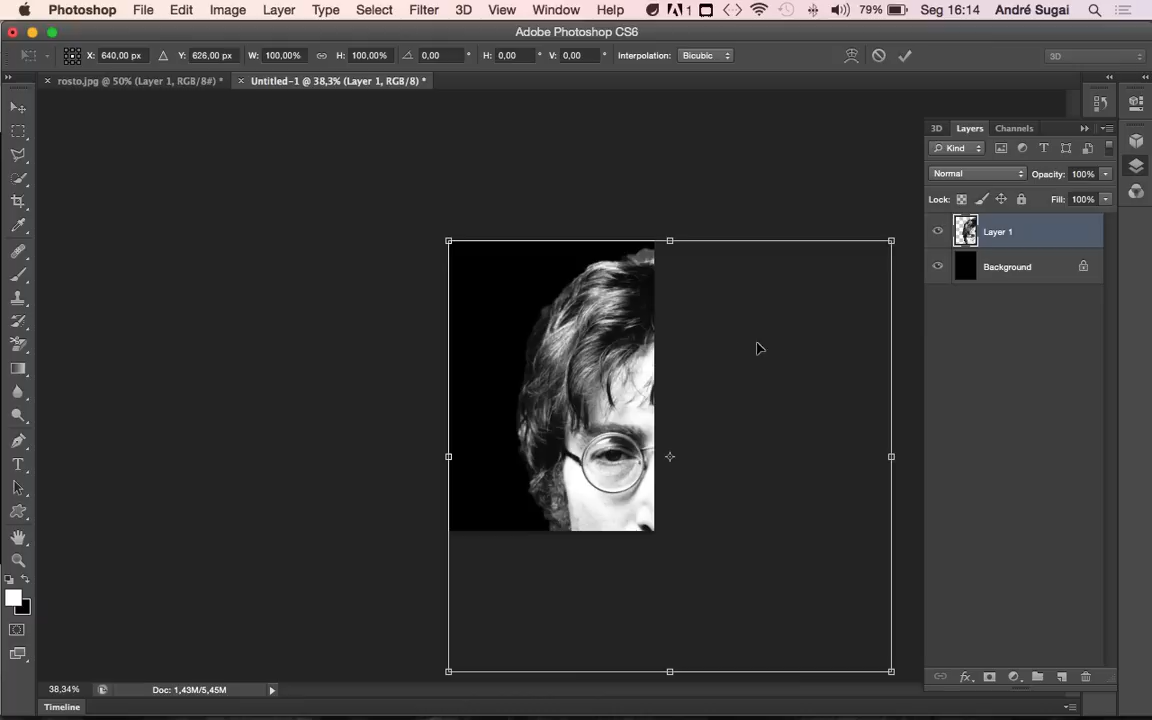 Photoshop File Edit Image Layer Type Select Filter 3D View Window Help 1 79% Seg 16:14 André Sugai
Adobe Photoshop CS6
X: 640,00 px Y: 626,00 px W: 100,00% H: 100,00% 0,00 ° H: 0,00 ° V: 0,00 ° Interpolation: Bicubic 3D
× rosto.jpg @ 50% (Layer 1, RGB/8#) * × Untitled-1 @ 38,3% (Layer 1, RGB/8) *
3D Layers Channels
Kind T
Normal Opacity: 100%
Lock: Fill: 100%
Layer 1
Background
T
38,34% Doc: 1,43M/5,45M fx
Timeline